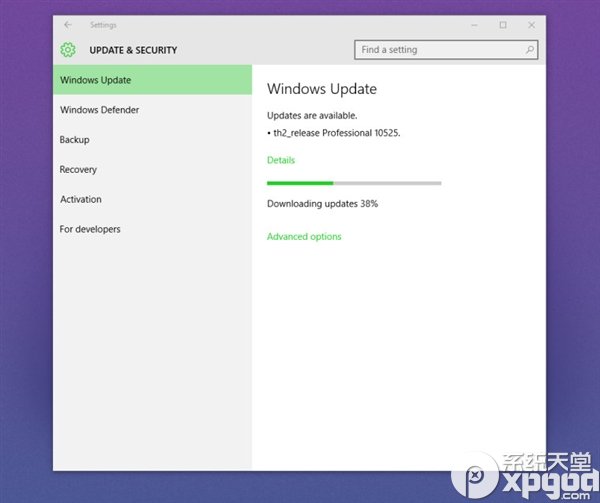 Settings
UPDATE & SECURITY
Find a setting
Windows Update
Windows Defender
Backup
Recovery
Activation
For developers
Windows Update
Updates are available.
• th2_release Professional 10525.
Details
Downloading updates 38%
Advanced options
系统天堂
xpgod
.com